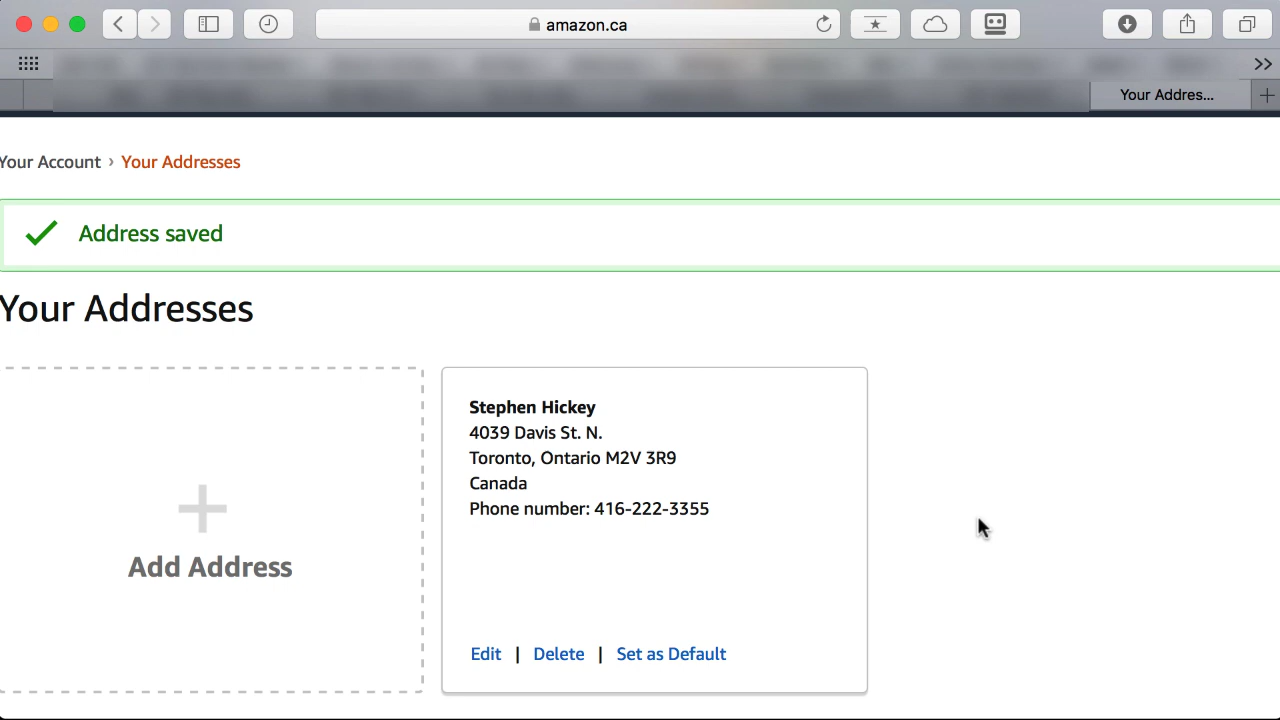 amazon.ca
Your Addres...
Your Account › Your Addresses
Address saved
Your Addresses
Add Address
Stephen Hickey
4039 Davis St. N.
Toronto, Ontario M2V 3R9
Canada
Phone number: 416-222-3355
Edit | Delete | Set as Default